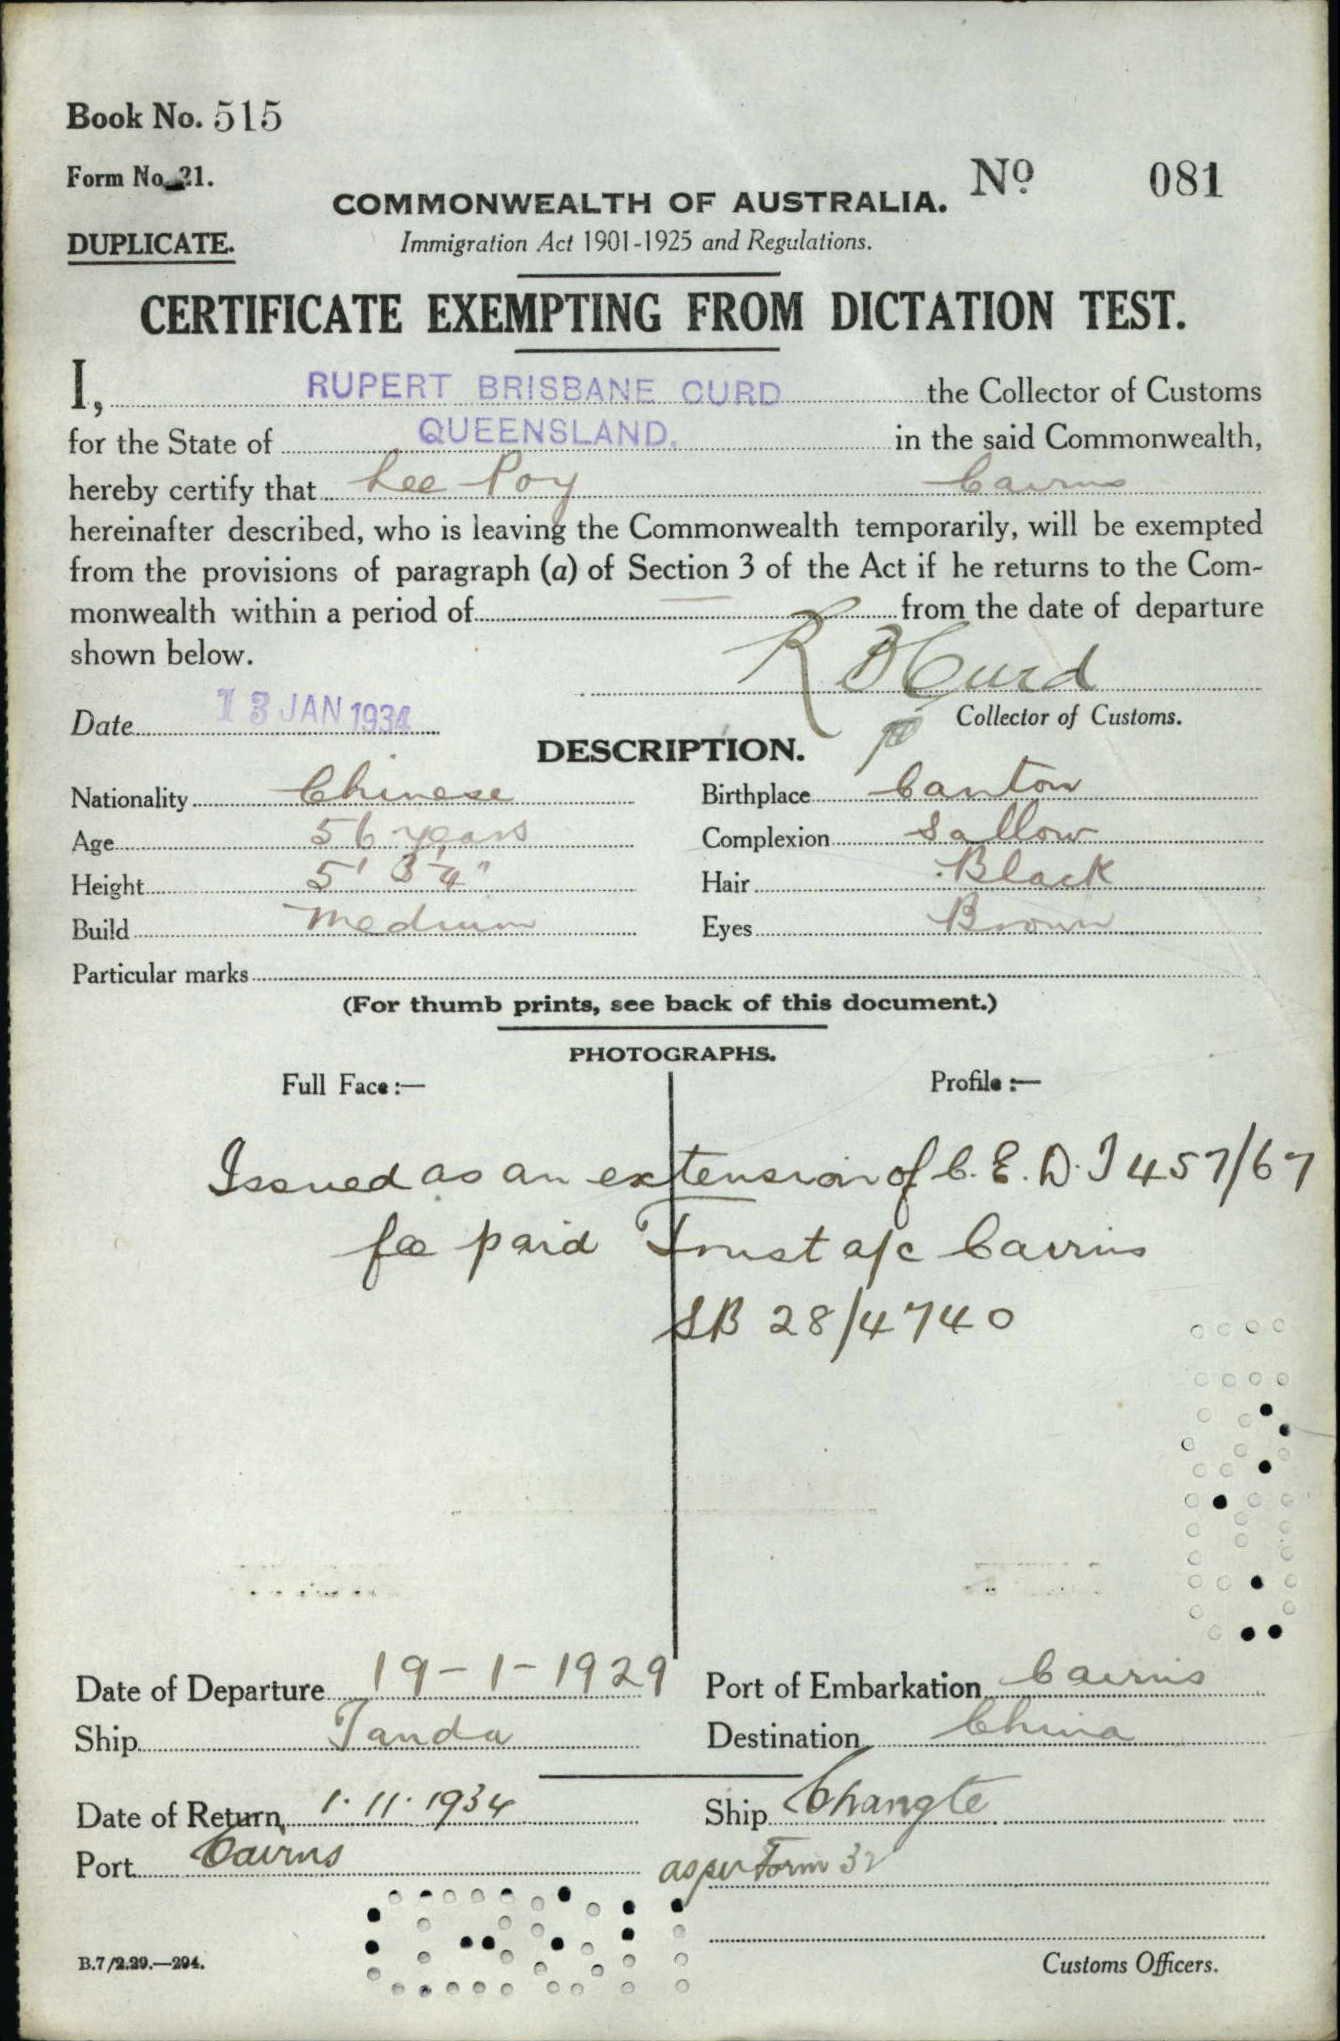 Book No. 515
Form No. 21.
No 081
COMMONWEALTH OF AUSTRALIA.
DUPLICATE.
Immigration Act 1901-1925 and Regulations.
CERTIFICATE EXEMPTING FROM DICTATION TEST.
I, RUPERT BRISBANE CURD the Collector of Customs
for the State of QUEENSLAND. in the said Commonwealth,
hereby certify that Lee Poy Cairns
hereinafter described, who is leaving the Commonwealth temporarily, will be exempted
from the provisions of paragraph (a) of Section 3 of the Act if he returns to the Com-
monwealth within a period of — from the date of departure
shown below.
R B Curd
Date 13 JAN 1934
Collector of Customs.
DESCRIPTION.
Nationality Chinese Birthplace Canton
Age 56 years Complexion Sallow
Height 5' 3¼" Hair Black
Build Medium Eyes Brown
Particular marks
(For thumb prints, see back of this document.)
PHOTOGRAPHS.
Full Face:— Profile:—
Issued as an extension of C.E.D.T 457/67
fee paid Trust a/c Cairns
SB 28/4740
Date of Departure 19-1-1929 Port of Embarkation Cairns
Ship Tanda Destination China
Date of Return 1.11.1934 Ship Changte
Port Cairns as per Form 32
B.7/2.29.—294.
Customs Officers.